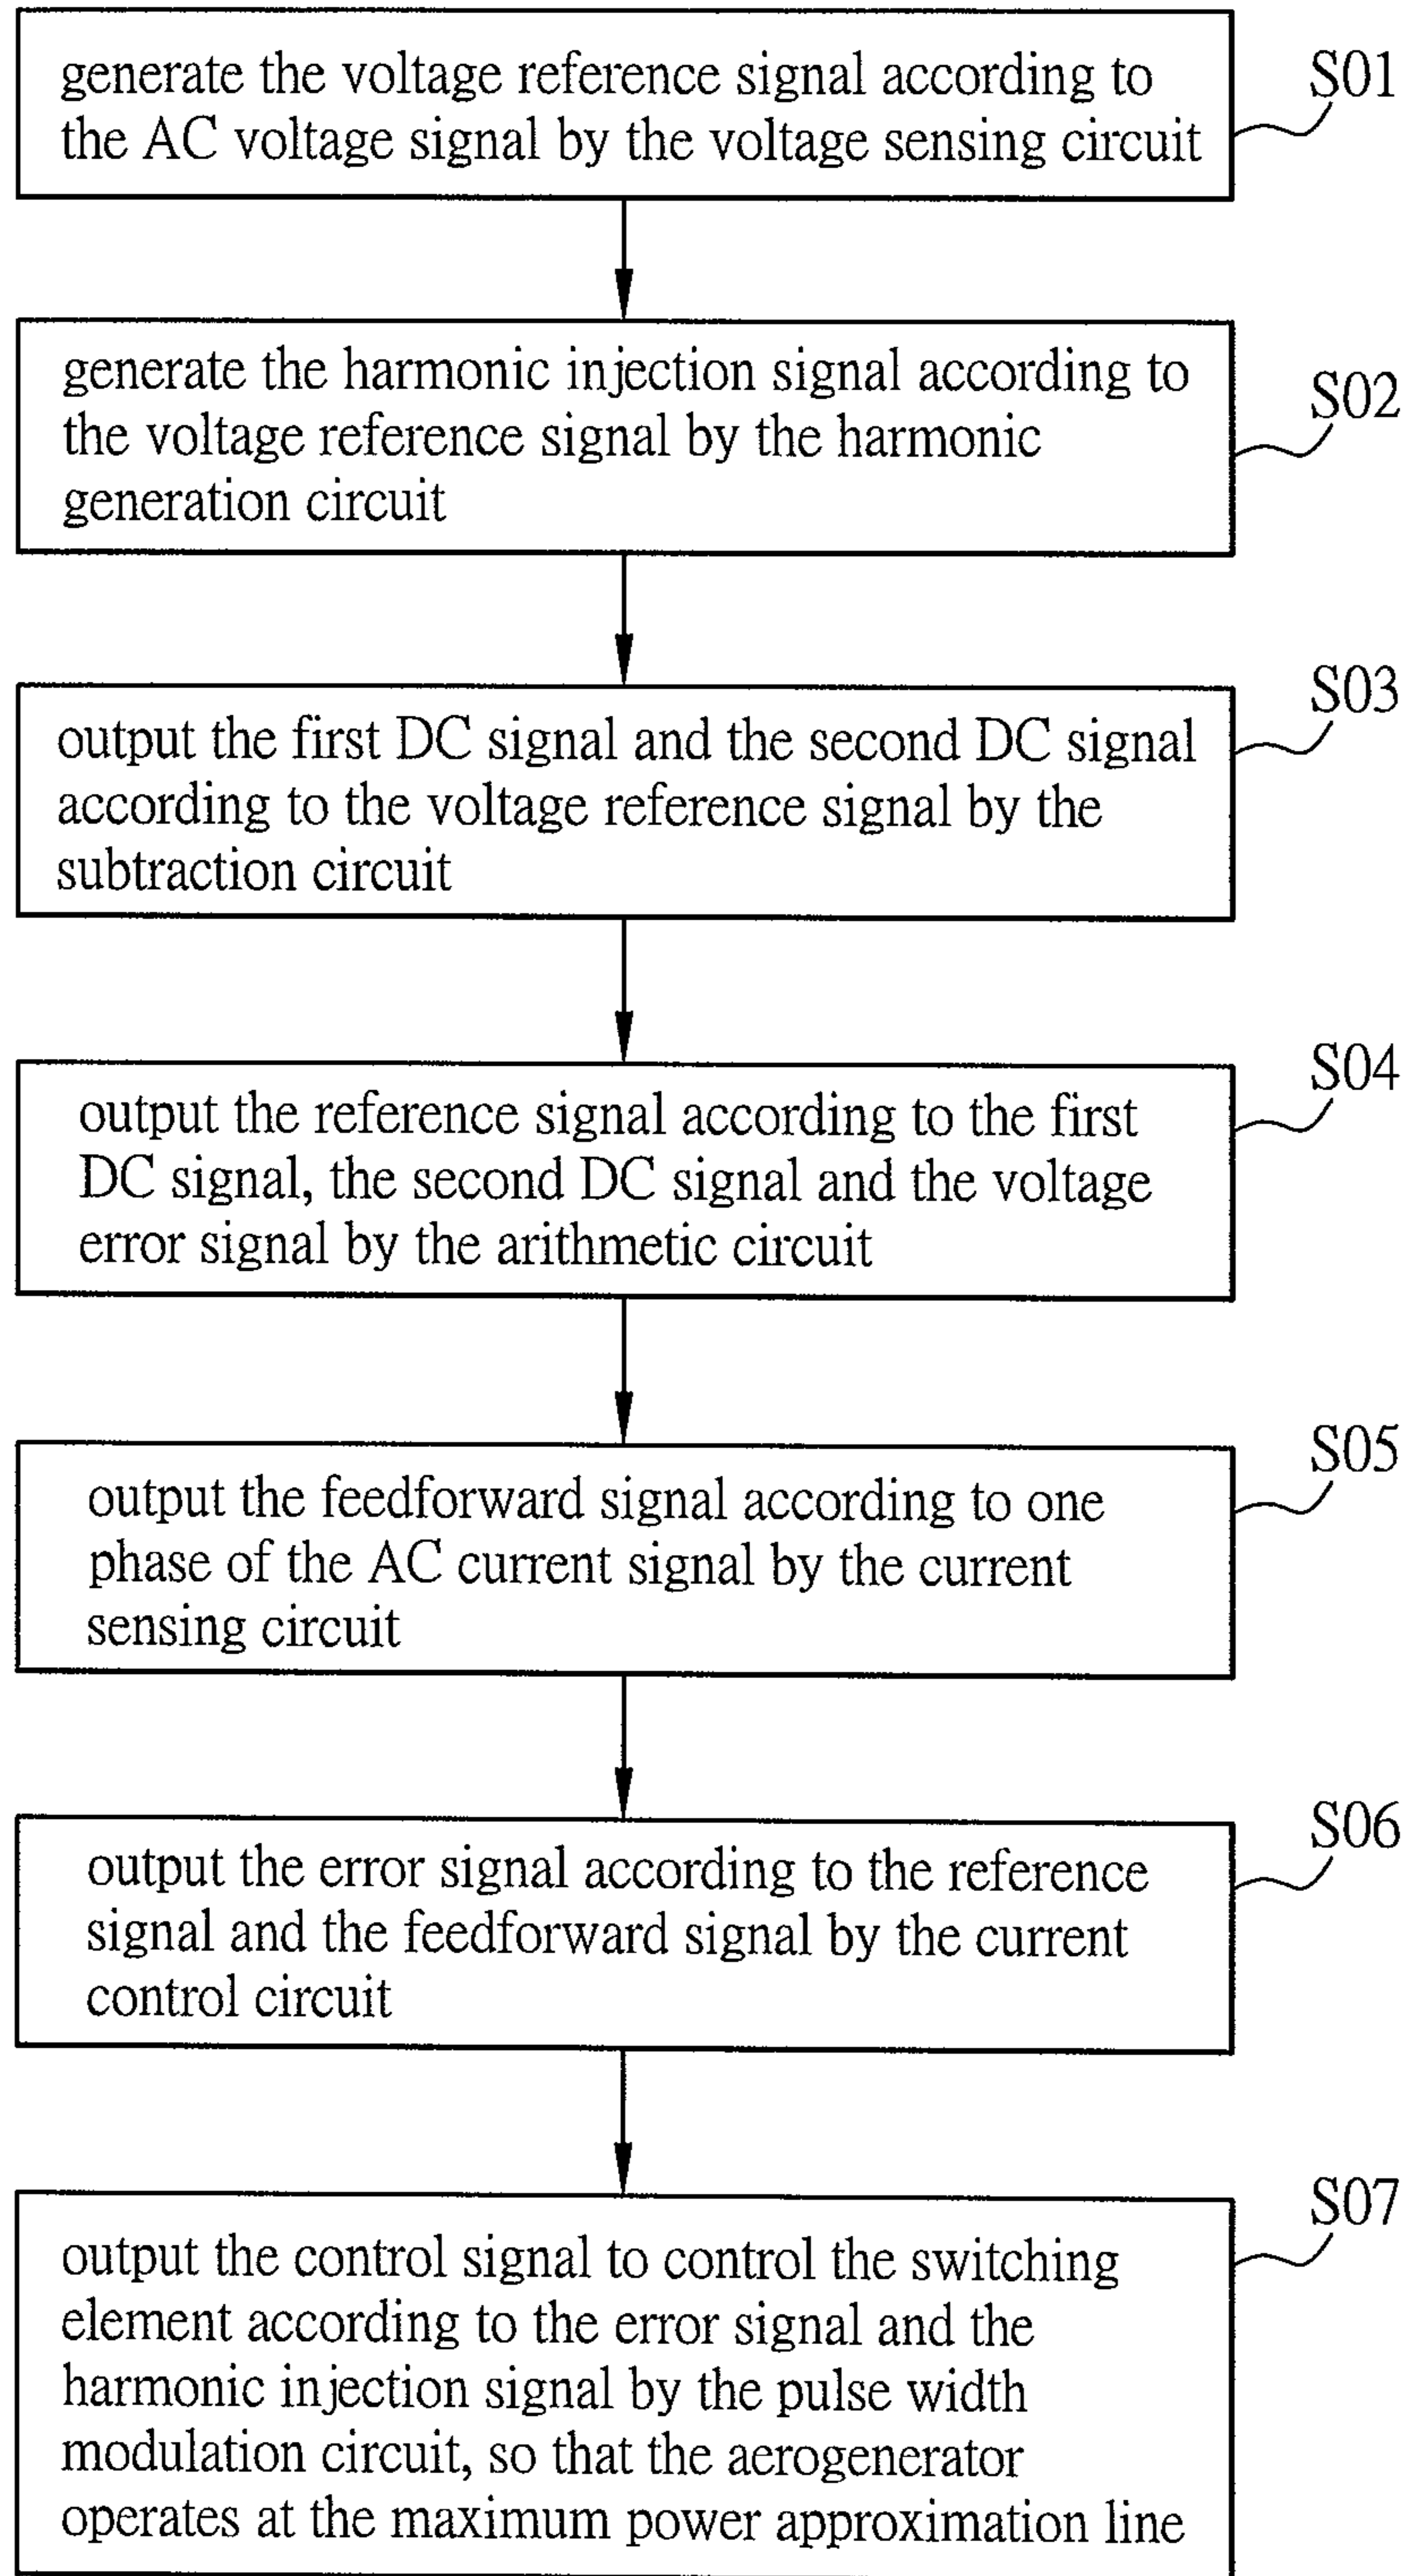 generate the voltage reference signal according to
the AC voltage signal by the voltage sensing circuit
S01
generate the harmonic injection signal according to
the voltage reference signal by the harmonic
generation circuit
S02
output the first DC signal and the second DC signal
according to the voltage reference signal by the
subtraction circuit
S03
output the reference signal according to the first
DC signal, the second DC signal and the voltage
error signal by the arithmetic circuit
S04
output the feedforward signal according to one
phase of the AC current signal by the current
sensing circuit
S05
output the error signal according to the reference
signal and the feedforward signal by the current
control circuit
S06
output the control signal to control the switching
element according to the error signal and the
harmonic injection signal by the pulse width
modulation circuit, so that the aerogenerator
operates at the maximum power approximation line
S07